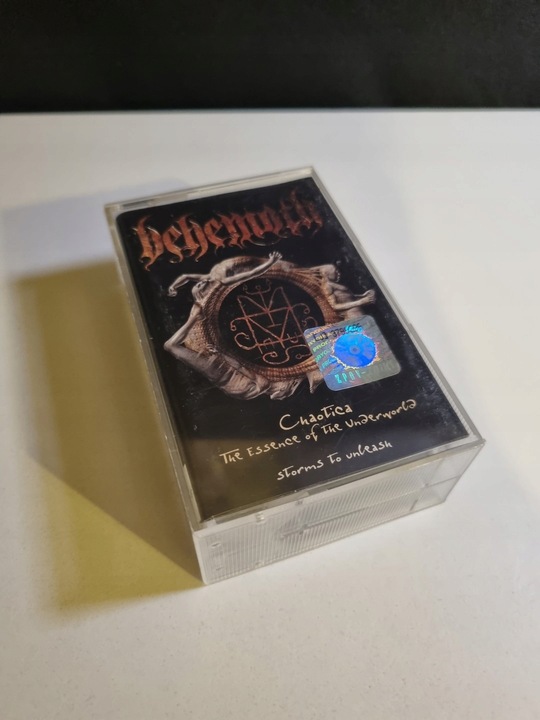 behemoth
Chaotica
The Essence of the Underworld
storms to unleash